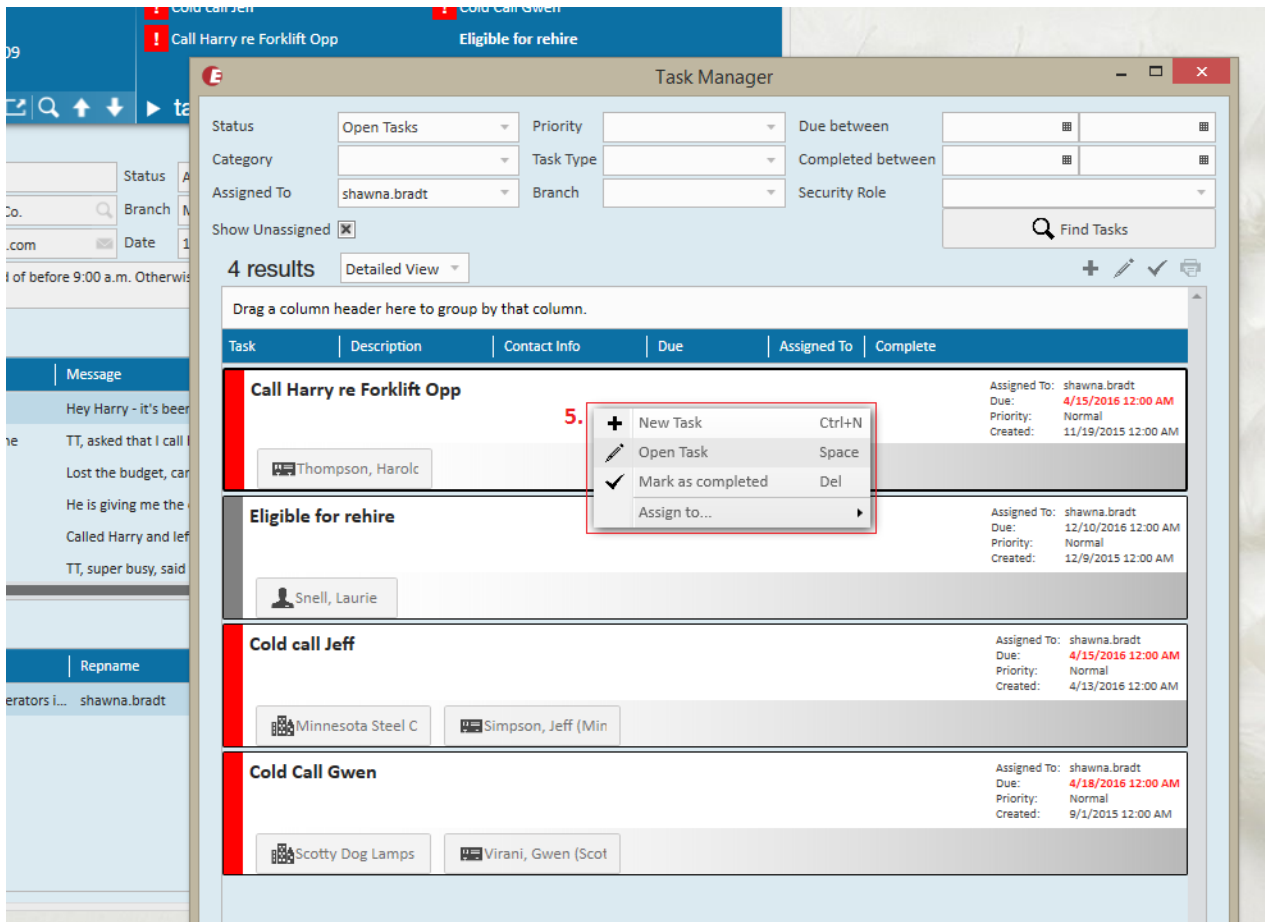 Cold call Jeff
Cold Call Gwen
Call Harry re Forklift Opp
Eligible for rehire
09
Task Manager
Status
Open Tasks
Priority
Due between
Category
Task Type
Completed between
Assigned To
shawna.bradt
Branch
Security Role
Show Unassigned
Find Tasks
4 results
Detailed View
Drag a column header here to group by that column.
Task
Description
Contact Info
Due
Assigned To
Complete
Call Harry re Forklift Opp
Assigned To: shawna.bradt
Due: 4/15/2016 12:00 AM
Priority: Normal
Created: 11/19/2015 12:00 AM
Thompson, Harolc
5.
New Task Ctrl+N
Open Task Space
Mark as completed Del
Assign to...
Eligible for rehire
Assigned To: shawna.bradt
Due: 12/10/2016 12:00 AM
Priority: Normal
Created: 12/9/2015 12:00 AM
Snell, Laurie
Cold call Jeff
Assigned To: shawna.bradt
Due: 4/15/2016 12:00 AM
Priority: Normal
Created: 4/13/2016 12:00 AM
Minnesota Steel C
Simpson, Jeff (Min
Cold Call Gwen
Assigned To: shawna.bradt
Due: 4/18/2016 12:00 AM
Priority: Normal
Created: 9/1/2015 12:00 AM
Scotty Dog Lamps
Virani, Gwen (Scot
ta
Status A
Co.
Branch
.com
Date 1
of before 9:00 a.m. Otherwis
Message
Hey Harry - it's beer
TT, asked that I call
Lost the budget, car
He is giving me the
Called Harry and lef
TT, super busy, said
Repname
erators i... shawna.bradt